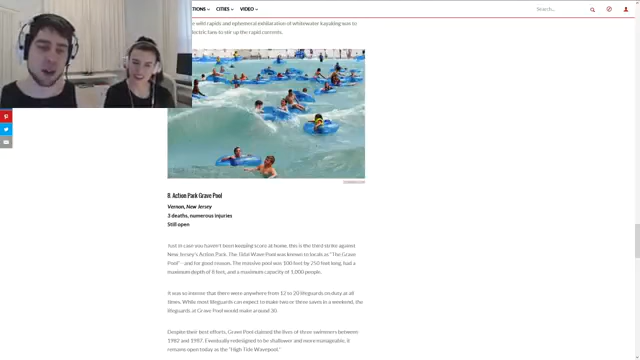 TIONS CITIES VIDEO Search...
wild rapids and ephemeral exhilaration of whitewater kayaking was to
electric fans to stir up the rapid currents.
8. Action Park Grave Pool
Vernon, New Jersey
3 deaths, numerous injuries
Still open
Just in case you haven't been keeping score at home, this is the third strike against
New Jersey's Action Park. The Tidal Wave Pool was known to locals as "The Grave
Pool" - and for good reason. The massive pool was 100 feet by 250 feet long, had a
maximum depth of 8 feet, and a maximum capacity of 1,000 people.
It was so intense that there were anywhere from 12 to 20 lifeguards on duty at all
times. While most lifeguards can expect to make two or three saves in a weekend, the
lifeguards at Grave Pool would make around 30
Despite their best efforts, Grave Pool claimed the lives of three swimmers between
1982 and 1987. Eventually redesigned to be shallower and more manageable, it
remains open today as the "High Tide Wavepool."